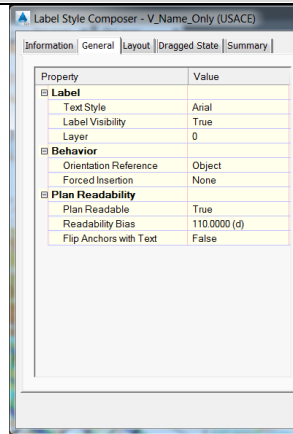 Label Style Composer - V_Name_Only (USACE)
Information General Layout Dragged State Summary
Property Value
Label
Text Style Arial
Label Visibility True
Layer 0
Behavior
Orientation Reference Object
Forced Insertion None
Plan Readability
Plan Readable True
Readability Bias 110.0000 (d)
Flip Anchors with Text False